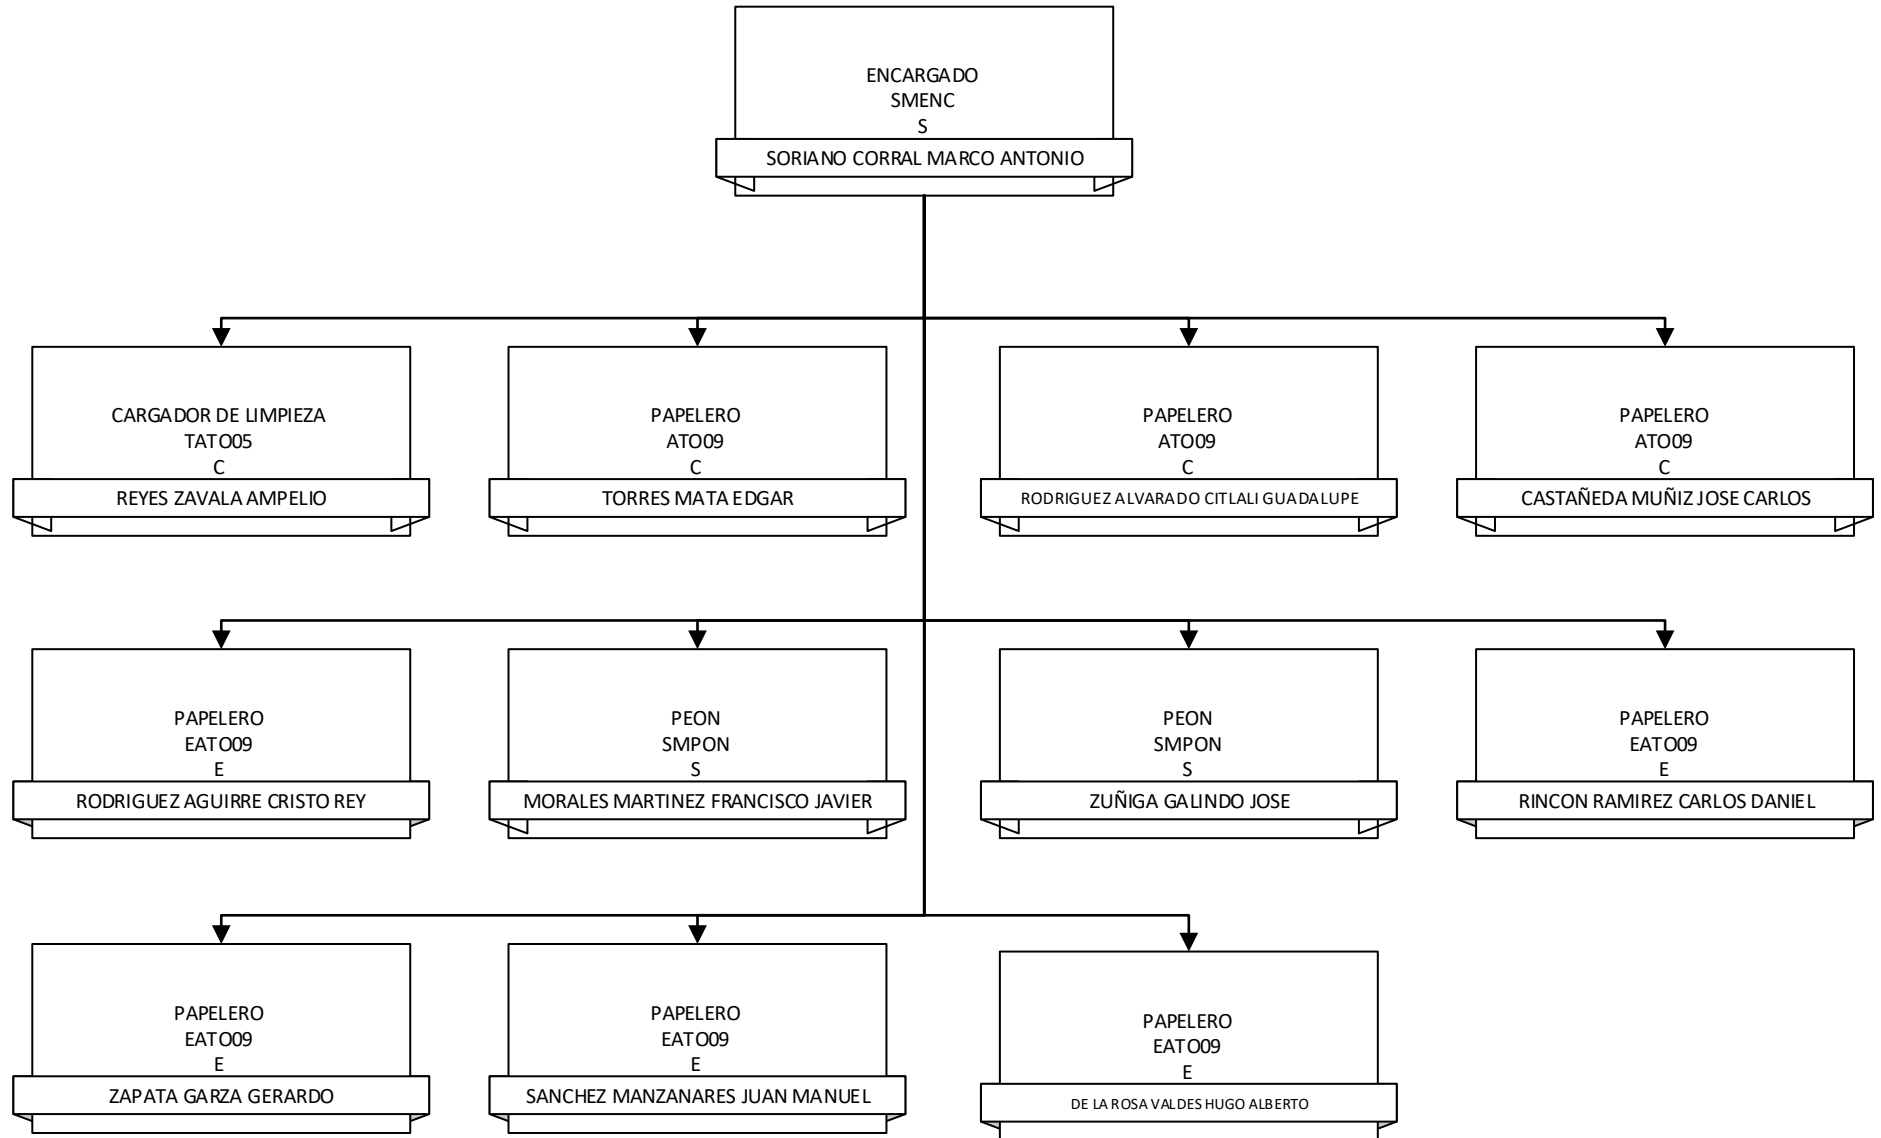 ENCARGADO
SMENC
S
SORIANO CORRAL MARCO ANTONIO
CARGADOR DE LIMPIEZA
TATO05
C
REYES ZAVALA AMPELIO
PAPELERO
ATO09
C
TORRES MATA EDGAR
PAPELERO
ATO09
C
RODRIGUEZ ALVARADO CITLALI GUADALUPE
PAPELERO
ATO09
C
CASTAÑEDA MUÑIZ JOSE CARLOS
PAPELERO
EATO09
E
RODRIGUEZ AGUIRRE CRISTO REY
PEON
SMPON
S
MORALES MARTINEZ FRANCISCO JAVIER
PEON
SMPON
S
ZUÑIGA GALINDO JOSE
PAPELERO
EATO09
E
RINCON RAMIREZ CARLOS DANIEL
PAPELERO
EATO09
E
ZAPATA GARZA GERARDO
PAPELERO
EATO09
E
SANCHEZ MANZANARES JUAN MANUEL
PAPELERO
EATO09
E
DE LA ROSA VALDES HUGO ALBERTO